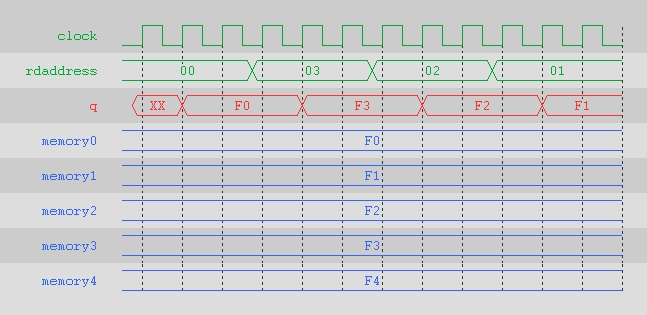 clock
rdaddress 00 03 02 01
q XX F0 F3 F2 F1
memory0 F0
memory1 F1
memory2 F2
memory3 F3
memory4 F4